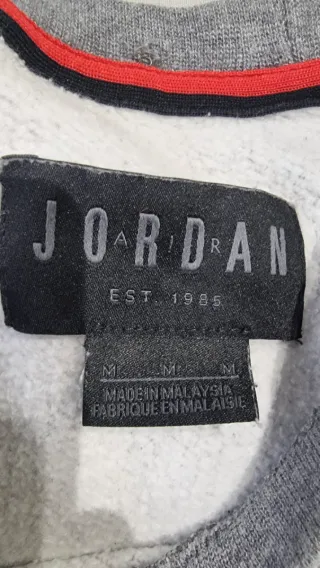 JORDAN
AIR
EST. 1985
M M M
MADE IN MALAYSIA
FABRIQUE EN MALAISIE